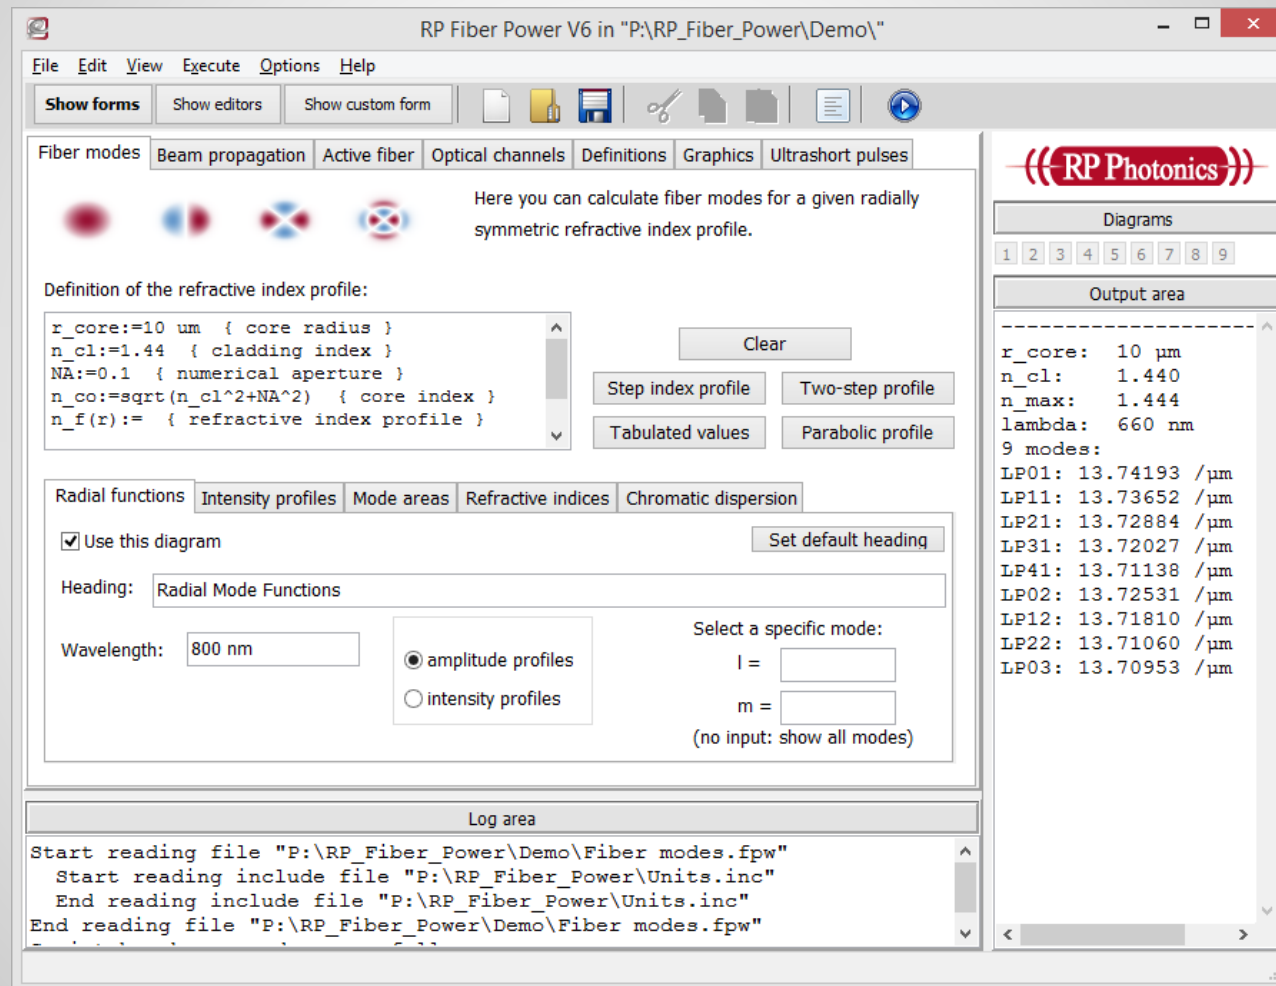 RP Fiber Power V6 in "P:\RP_Fiber_Power\Demo\"
File Edit View Execute Options Help
Show forms Show editors Show custom form
Fiber modes Beam propagation Active fiber Optical channels Definitions Graphics Ultrashort pulses
Here you can calculate fiber modes for a given radially
symmetric refractive index profile.
Definition of the refractive index profile:
r_core:=10 um { core radius }
n_cl:=1.44 { cladding index }
NA:=0.1 { numerical aperture }
n_co:=sqrt(n_cl^2+NA^2) { core index }
n_f(r):= { refractive index profile }
Clear
Step index profile Two-step profile
Tabulated values Parabolic profile
Radial functions Intensity profiles Mode areas Refractive indices Chromatic dispersion
Use this diagram
Set default heading
Heading: Radial Mode Functions
Wavelength: 800 nm
amplitude profiles
intensity profiles
Select a specific mode:
l =
m =
(no input: show all modes)
Log area
Start reading file "P:\RP_Fiber_Power\Demo\Fiber modes.fpw"
Start reading include file "P:\RP_Fiber_Power\Units.inc"
End reading include file "P:\RP_Fiber_Power\Units.inc"
End reading file "P:\RP_Fiber_Power\Demo\Fiber modes.fpw"
RP Photonics
Diagrams
1 2 3 4 5 6 7 8 9
Output area
--------------------
r_core: 10 µm
n_cl: 1.440
n_max: 1.444
lambda: 660 nm
9 modes:
LP01: 13.74193 /µm
LP11: 13.73652 /µm
LP21: 13.72884 /µm
LP31: 13.72027 /µm
LP41: 13.71138 /µm
LP02: 13.72531 /µm
LP12: 13.71810 /µm
LP22: 13.71060 /µm
LP03: 13.70953 /µm